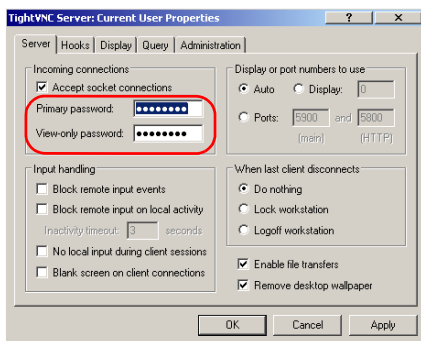 TightVNC Server: Current User Properties
Server Hooks Display Query Administration
Incoming connections
Accept socket connections
Primary password: ●●●●●●●●
View-only password: ●●●●●●●●
Display or port numbers to use
Auto Display: 0
Ports: 5900 and 5800
(main) (HTTP)
Input handling
Block remote input events
Block remote input on local activity
Inactivity timeout: 3 seconds
No local input during client sessions
Blank screen on client connections
When last client disconnects
Do nothing
Lock workstation
Logoff workstation
Enable file transfers
Remove desktop wallpaper
OK Cancel Apply